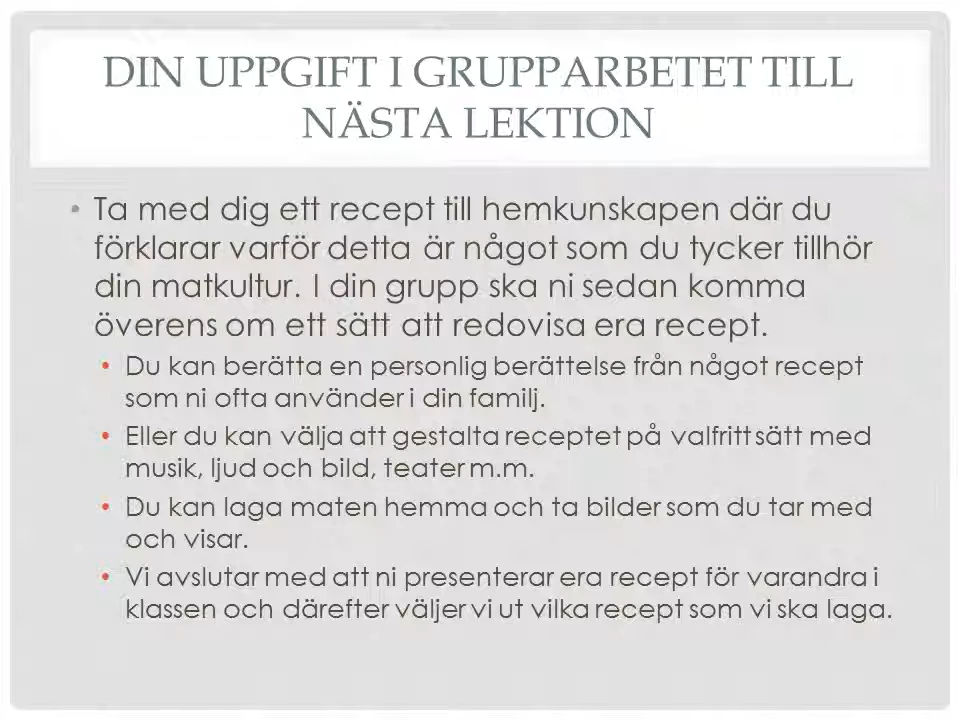 DIN UPPGIFT I GRUPPARBETET TILL
NÄSTA LEKTION
• Ta med dig ett recept till hemkunskapen där du
förklarar varför detta är något som du tycker tillhör
din matkultur. I din grupp ska ni sedan komma
överens om ett sätt att redovisa era recept.
• Du kan berätta en personlig berättelse från något recept
som ni ofta använder i din familj.
• Eller du kan välja att gestalta receptet på valfritt sätt med
musik, ljud och bild, teater m.m.
• Du kan laga maten hemma och ta bilder som du tar med
och visar.
• Vi avslutar med att ni presenterar era recept för varandra i
klassen och därefter väljer vi ut vilka recept som vi ska laga.